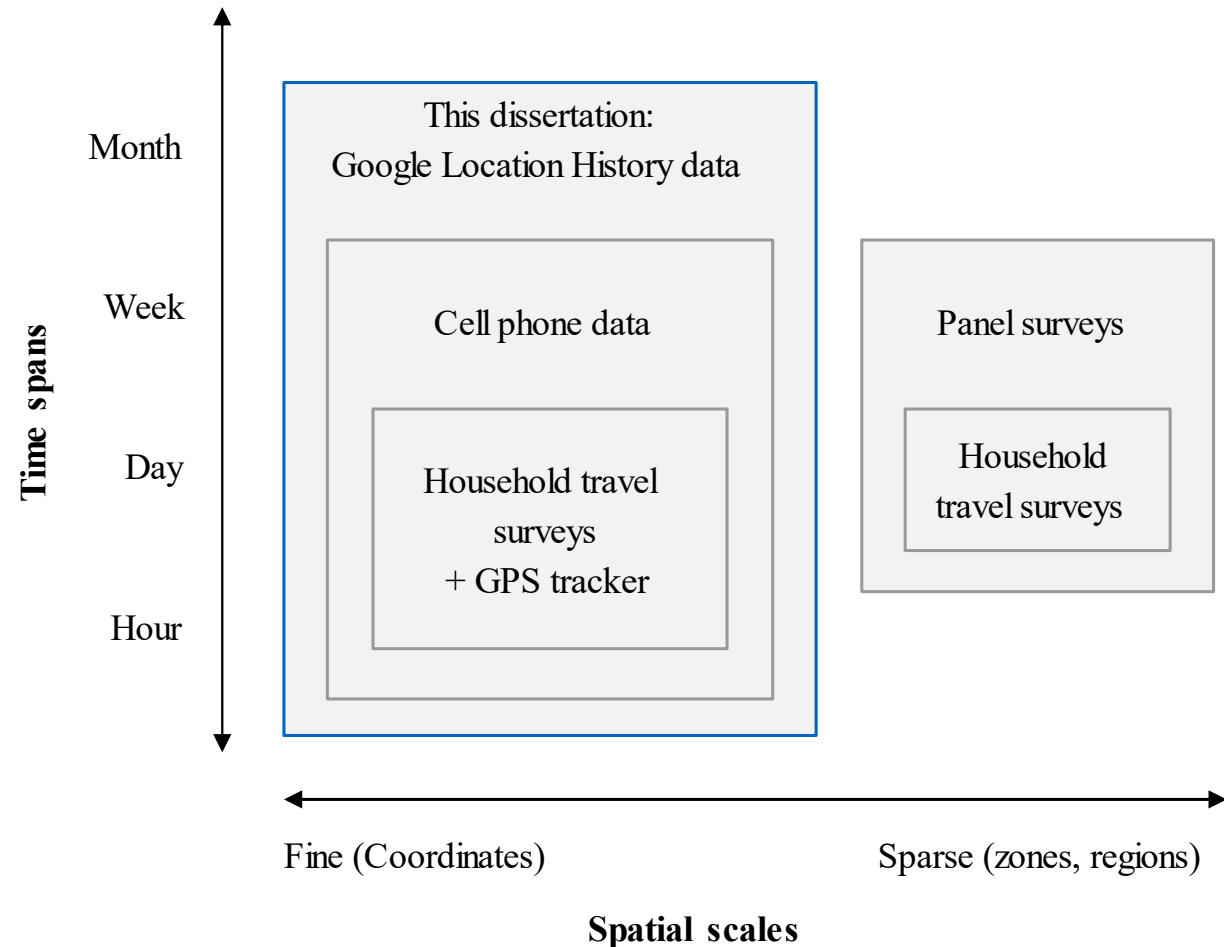 This dissertation:
Google Location History data
Month
Week
Cell phone data
Panel surveys
Time spans
Day
Household travel
surveys
+ GPS tracker
Household
travel surveys
Hour
Fine (Coordinates)
Sparse (zones, regions)
Spatial scales